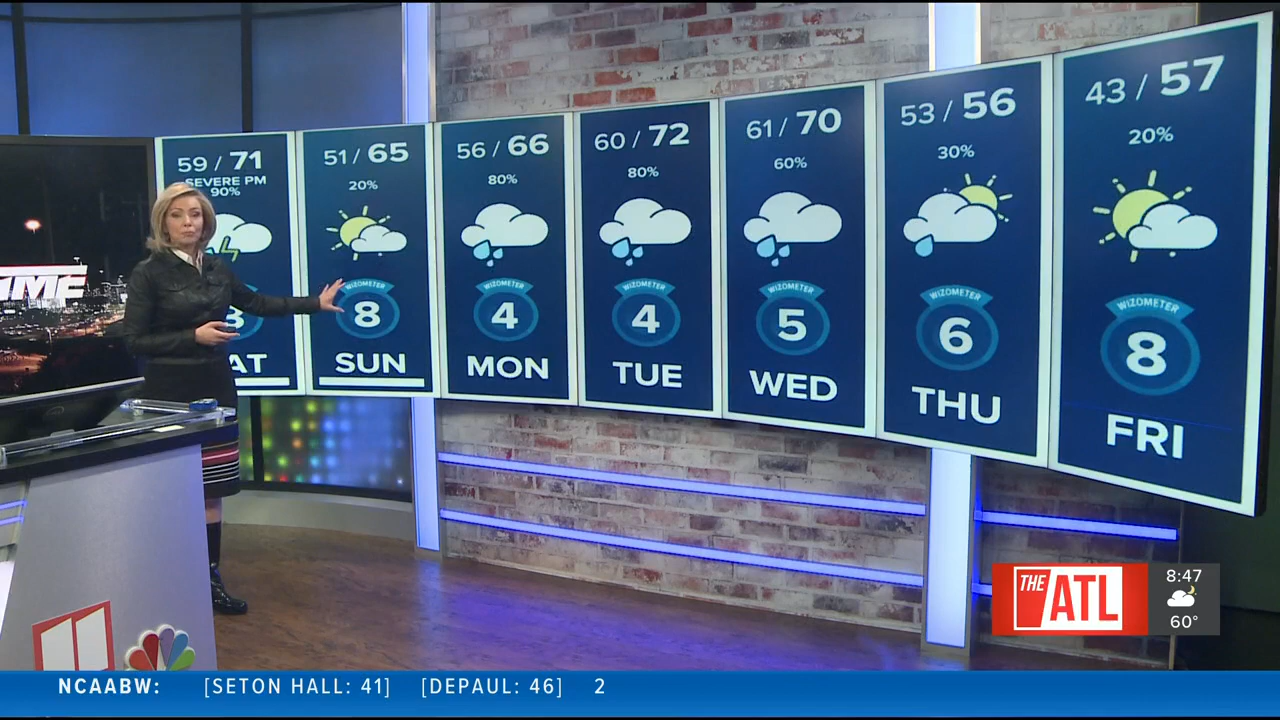 59 / 71
SEVERE PM
90%
AT
51 / 65
20%
WIZOMETER
8
SUN
56 / 66
80%
WIZOMETER
4
MON
60 / 72
80%
WIZOMETER
4
TUE
61 / 70
60%
WIZOMETER
5
WED
53 / 56
30%
WIZOMETER
6
THU
43 / 57
20%
WIZOMETER
8
FRI
THE ATL
8:47
60°
11
NCAABW: [SETON HALL: 41] [DEPAUL: 46] 2